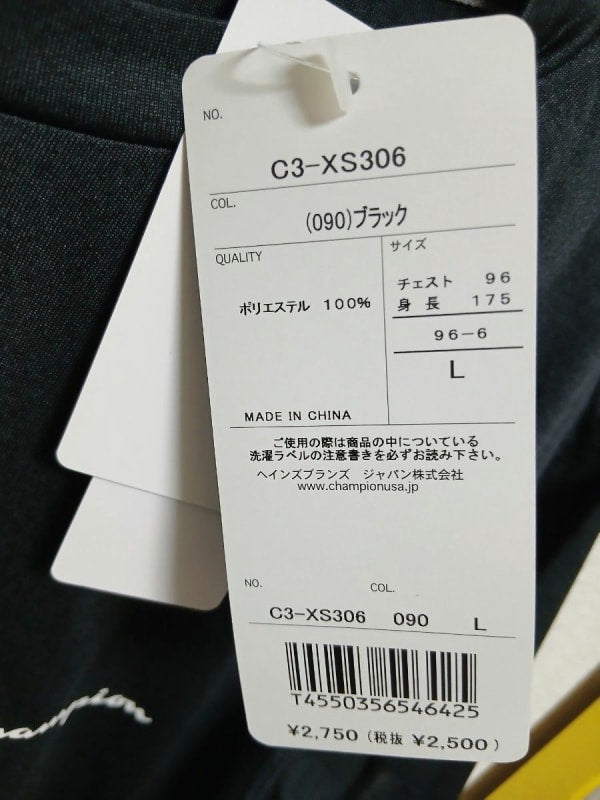 NO.
C3-XS306
COL.
(090)ブラック
QUALITY
ポリエステル 100%
MADE IN CHINA
サイズ
チェスト 96
身長 175
96-6
L
ご使用の際は商品の中についている
洗濯ラベルの注意書きを必ずお読み下さい。
ヘインズブランズ ジャパン株式会社
www.championusa.jp
NO. COL.
C3-XS306 090 L
T4550356546425
¥2,750(税抜 ¥2,500)
Champion